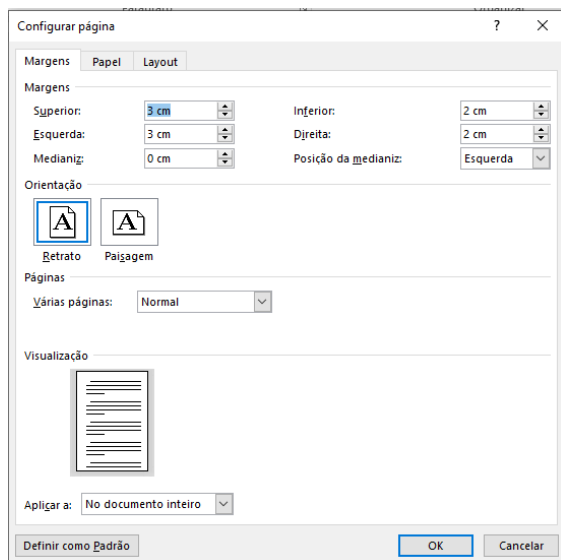 Configurar página ? ×
Margens Papel Layout
Margens
Superior: 3 cm Inferior: 2 cm
Esquerda: 3 cm Direita: 2 cm
Medianiz: 0 cm Posição da medianiz: Esquerda
Orientação
A A
Retrato Paisagem
Páginas
Várias páginas: Normal
Visualização
Aplicar a: No documento inteiro
Definir como Padrão OK Cancelar